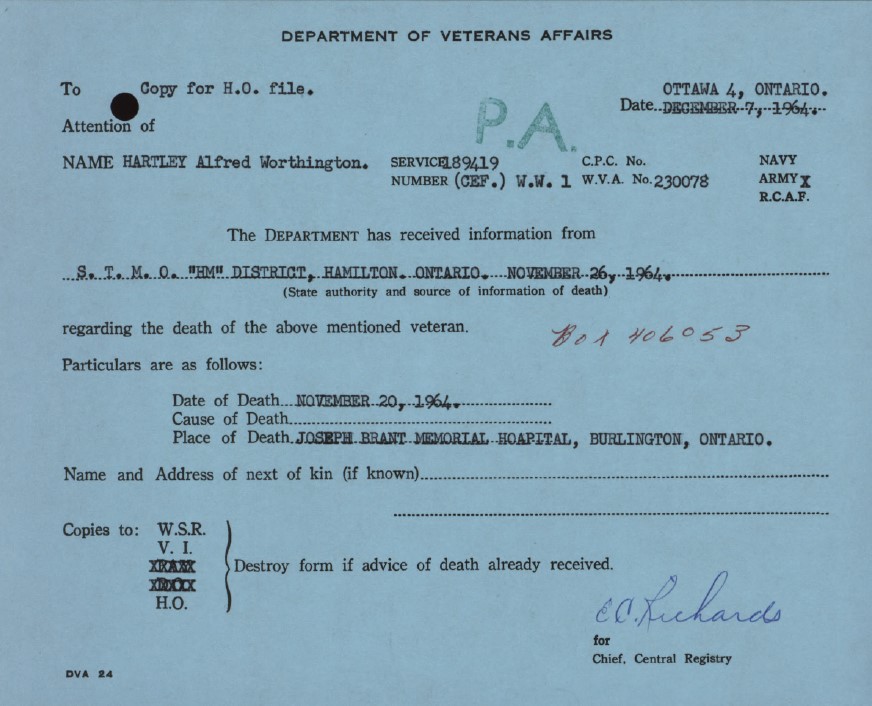 DEPARTMENT OF VETERANS AFFAIRS
To Copy for H.O. file.
OTTAWA 4, ONTARIO.
Date DECEMBER 7, 1964.
Attention of
P.A.
NAME HARTLEY Alfred Worthington. SERVICE 189419 C.P.C. No. NAVY
NUMBER (CEF.) W.W. 1 W.V.A. No. 230078 ARMY X
R.C.A.F.
The DEPARTMENT has received information from
S. T. M. O. "HM" DISTRICT, HAMILTON. ONTARIO. NOVEMBER 26, 1964.
(State authority and source of information of death)
regarding the death of the above mentioned veteran.
Box 406053
Particulars are as follows:
Date of Death NOVEMBER 20, 1964.
Cause of Death
Place of Death JOSEPH BRANT MEMORIAL HOAPITAL, BURLINGTON, ONTARIO.
Name and Address of next of kin (if known)
Copies to: W.S.R.
V. I.
Destroy form if advice of death already received.
H.O.
E.C. Richards
for
Chief, Central Registry
DVA 24